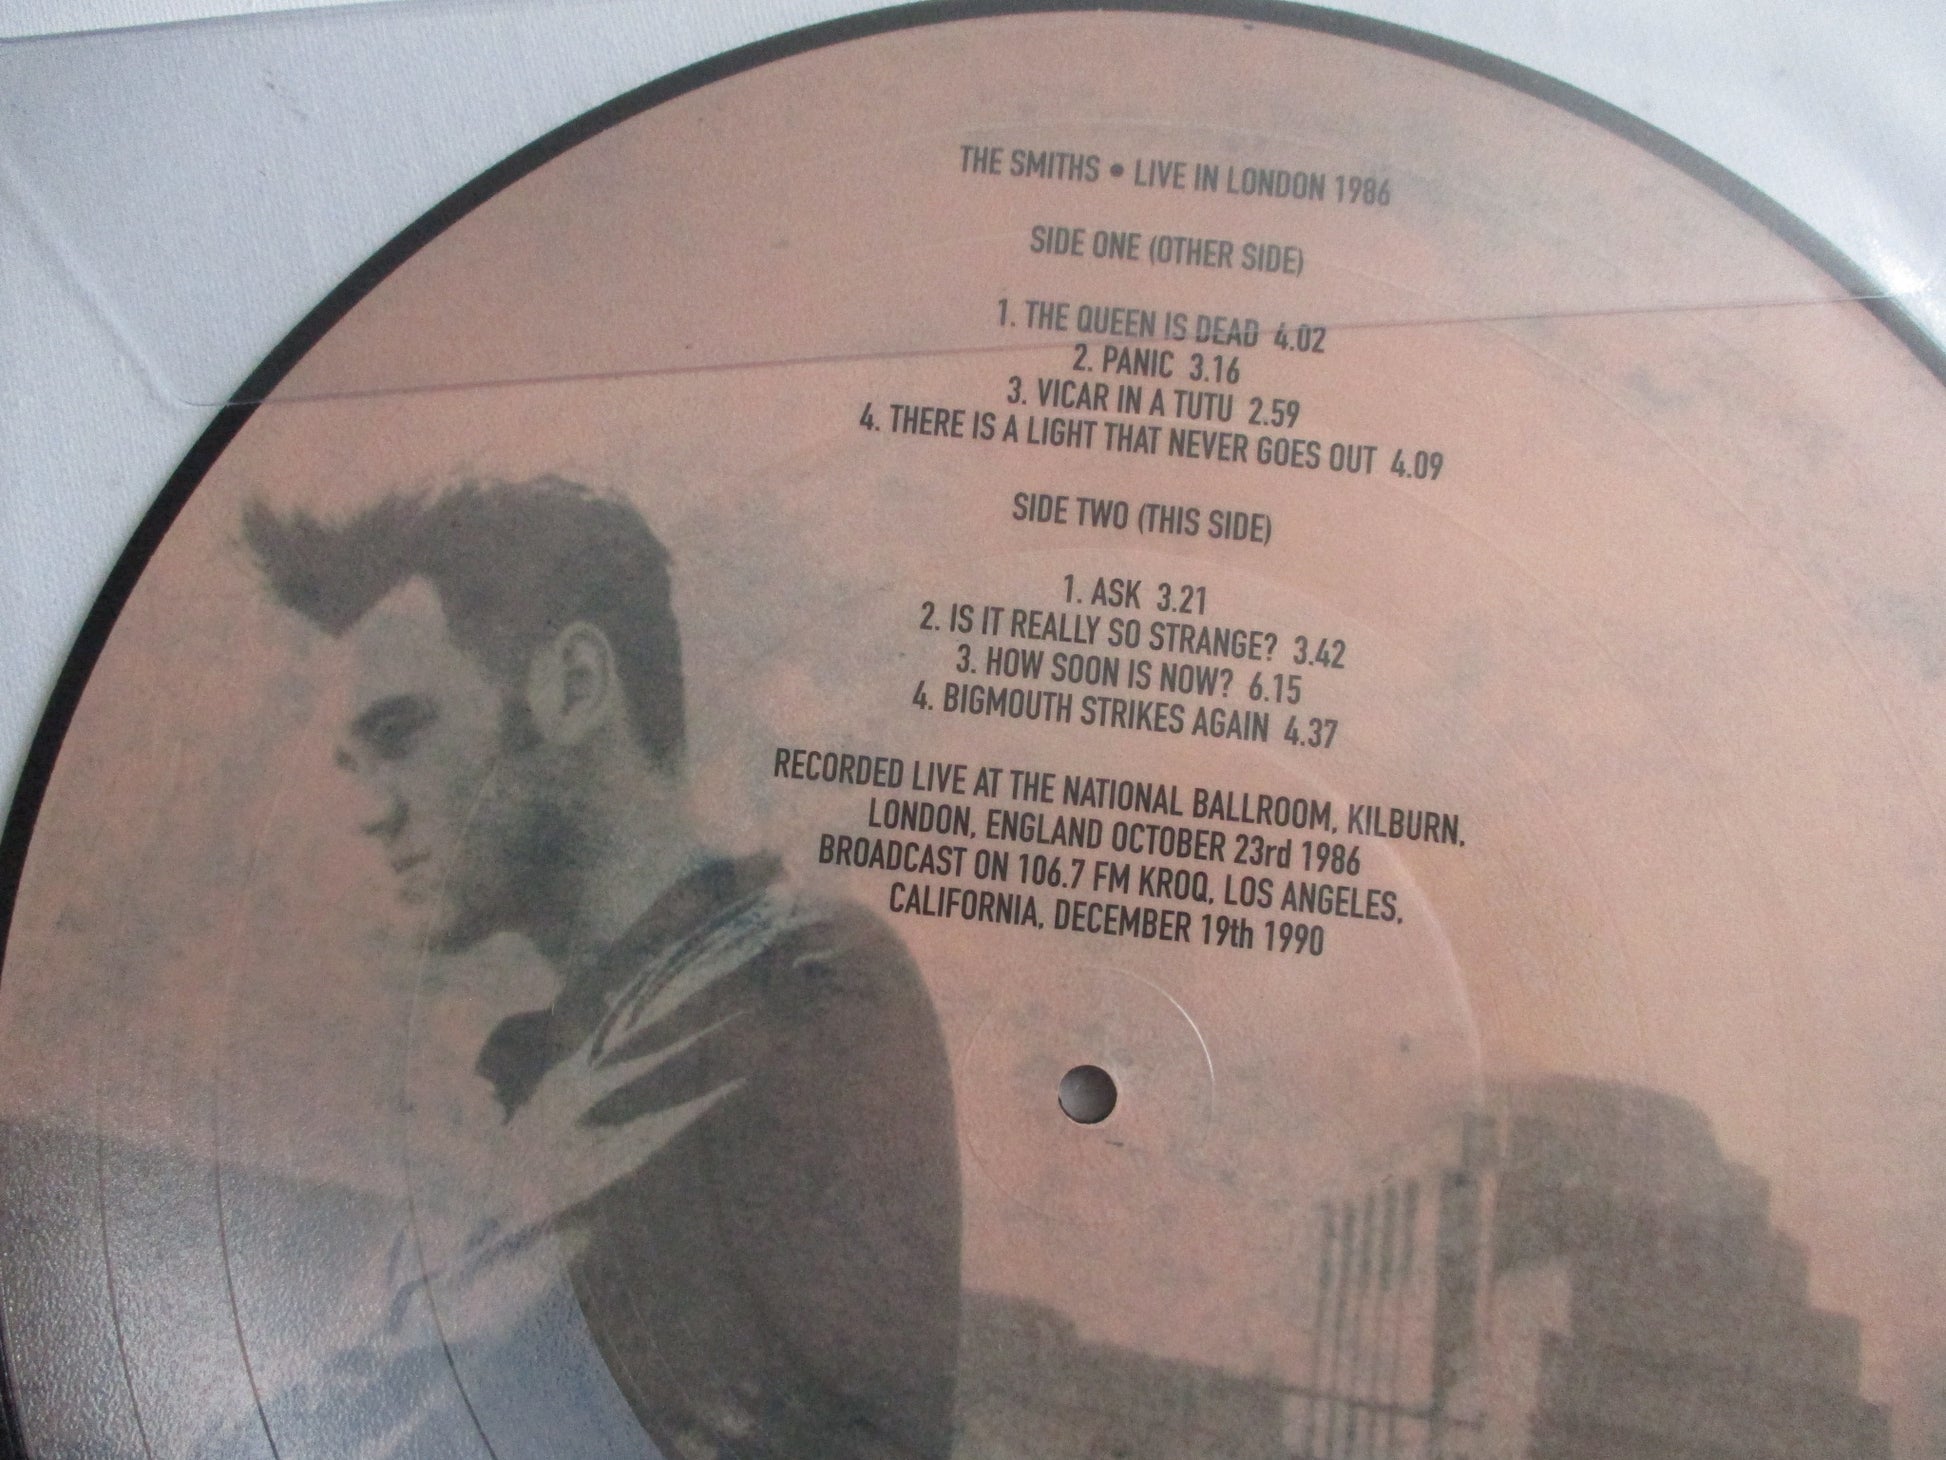 THE SMITHS • LIVE IN LONDON 1986
SIDE ONE (OTHER SIDE)
1. THE QUEEN IS DEAD 4.02
2. PANIC 3.16
3. VICAR IN A TUTU 2.59
4. THERE IS A LIGHT THAT NEVER GOES OUT 4.09
SIDE TWO (THIS SIDE)
1. ASK 3.21
2. IS IT REALLY SO STRANGE? 3.42
3. HOW SOON IS NOW? 6.15
4. BIGMOUTH STRIKES AGAIN 4.37
RECORDED LIVE AT THE NATIONAL BALLROOM, KILBURN,
LONDON, ENGLAND OCTOBER 23rd 1986
BROADCAST ON 106.7 FM KROQ, LOS ANGELES,
CALIFORNIA, DECEMBER 19th 1990